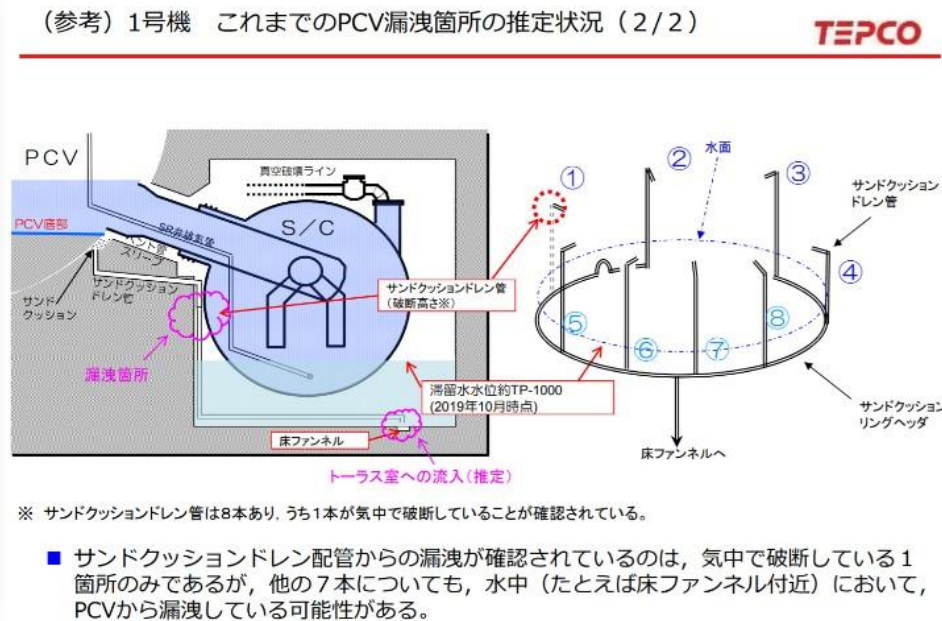 （参考）1号機　これまでのPCV漏洩箇所の推定状況（2/2）
TEPCO
PCV
真空破壊ライン
S/C
PCV底部
SR弁排気管
ベント管
スリーブ
サンドクッション
ドレン管
サンド
クッション
漏洩箇所
サンドクッションドレン管
（破断高さ※）
滞留水水位約TP-1000
(2019年10月時点)
床ファンネル
トーラス室への流入（推定）
①
②
水面
③
サンドクッション
ドレン管
④
⑤
⑥
⑦
⑧
サンドクッション
リングヘッダ
床ファンネルへ
※ サンドクッションドレン管は8本あり，うち1本が気中で破断していることが確認されている。
■ サンドクッションドレン配管からの漏洩が確認されているのは，気中で破断している１
箇所のみであるが，他の７本についても，水中（たとえば床ファンネル付近）において，
PCVから漏洩している可能性がある。